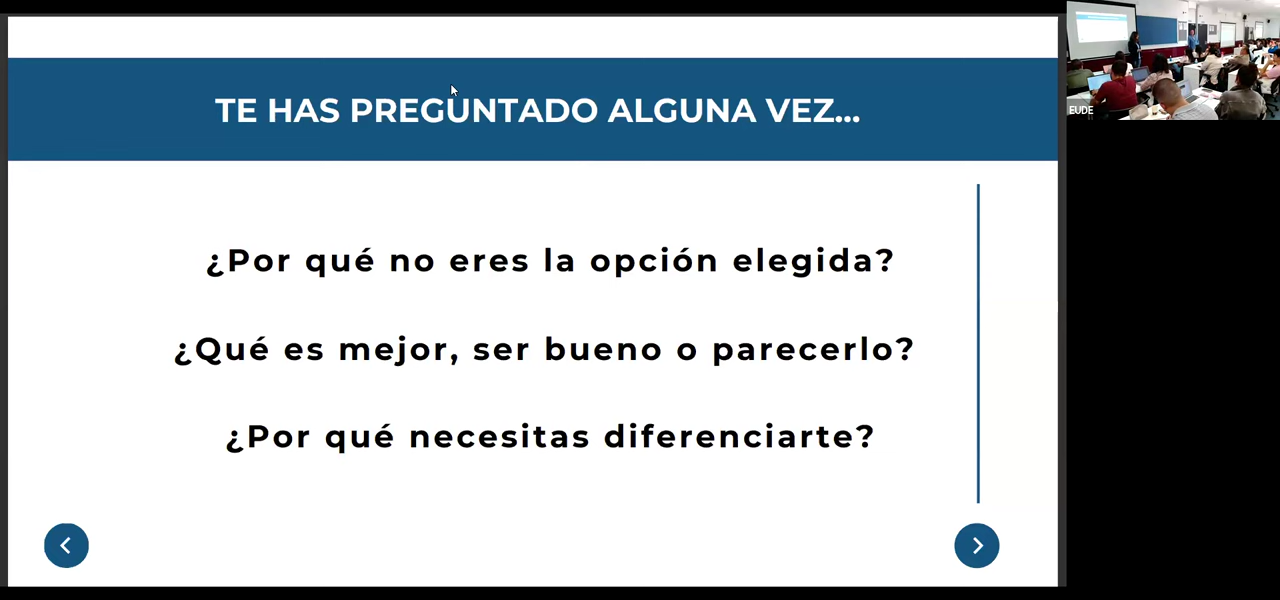 TE HAS PREGUNTADO ALGUNA VEZ...
EUDE
¿Por qué no eres la opción elegida?
¿Qué es mejor, ser bueno o parecerlo?
¿Por qué necesitas diferenciarte?